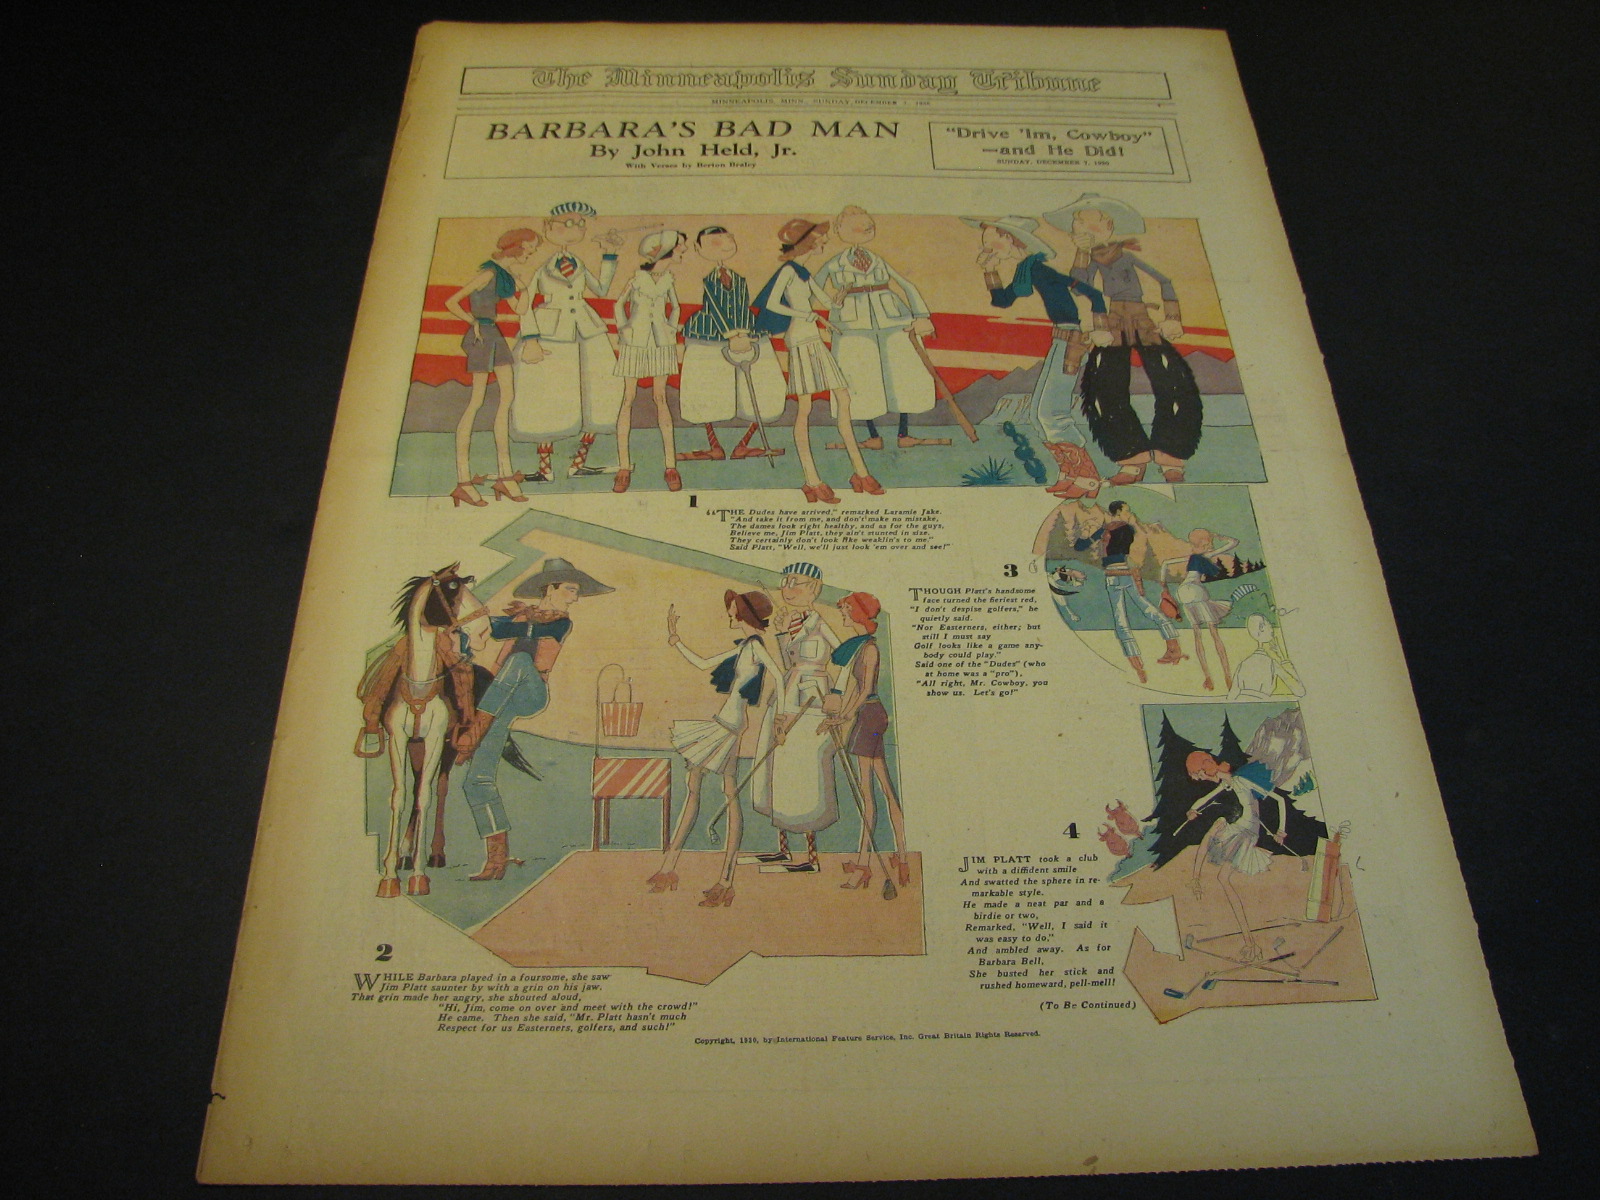 The Minneapolis Sunday Tribune
MINNEAPOLIS, MINN., SUNDAY, DECEMBER 7, 1930
BARBARA'S BAD MAN
By John Held, Jr.
With Verses by Berton Braley
"Drive 'Im, Cowboy"
—and He Did!
SUNDAY, DECEMBER 7, 1930
1
"THE Dudes have arrived," remarked Laramie Jake.
"And take it from me, and don't make no mistake,
The dames look right healthy, and as for the guys,
Believe me, Jim Platt, they ain't stunted in size.
They certainly don't look like weaklin's to me."
Said Platt, "Well, we'll just look 'em over and see!"
2
WHILE Barbara played in a foursome, she saw
Jim Platt saunter by with a grin on his jaw.
That grin made her angry, she shouted aloud,
"Hi, Jim, come on over and meet with the crowd!"
He came. Then she said, "Mr. Platt hasn't much
Respect for us Easterners, golfers, and such!"
3
THOUGH Platt's handsome
face turned the fieriest red,
"I don't despise golfers," he
quietly said.
"Nor Easterners, either; but
still I must say
Golf looks like a game any-
body could play."
Said one of the "Dudes" (who
at home was a "pro"),
"All right, Mr. Cowboy, you
show us. Let's go!"
4
JIM PLATT took a club
with a diffident smile
And swatted the sphere in re-
markable style.
He made a neat par and a
birdie or two,
Remarked, "Well, I said it
was easy to do."
And ambled away. As for
Barbara Bell,
She busted her stick and
rushed homeward, pell-mell!
(To Be Continued)
Copyright, 1930, by International Feature Service, Inc. Great Britain Rights Reserved.